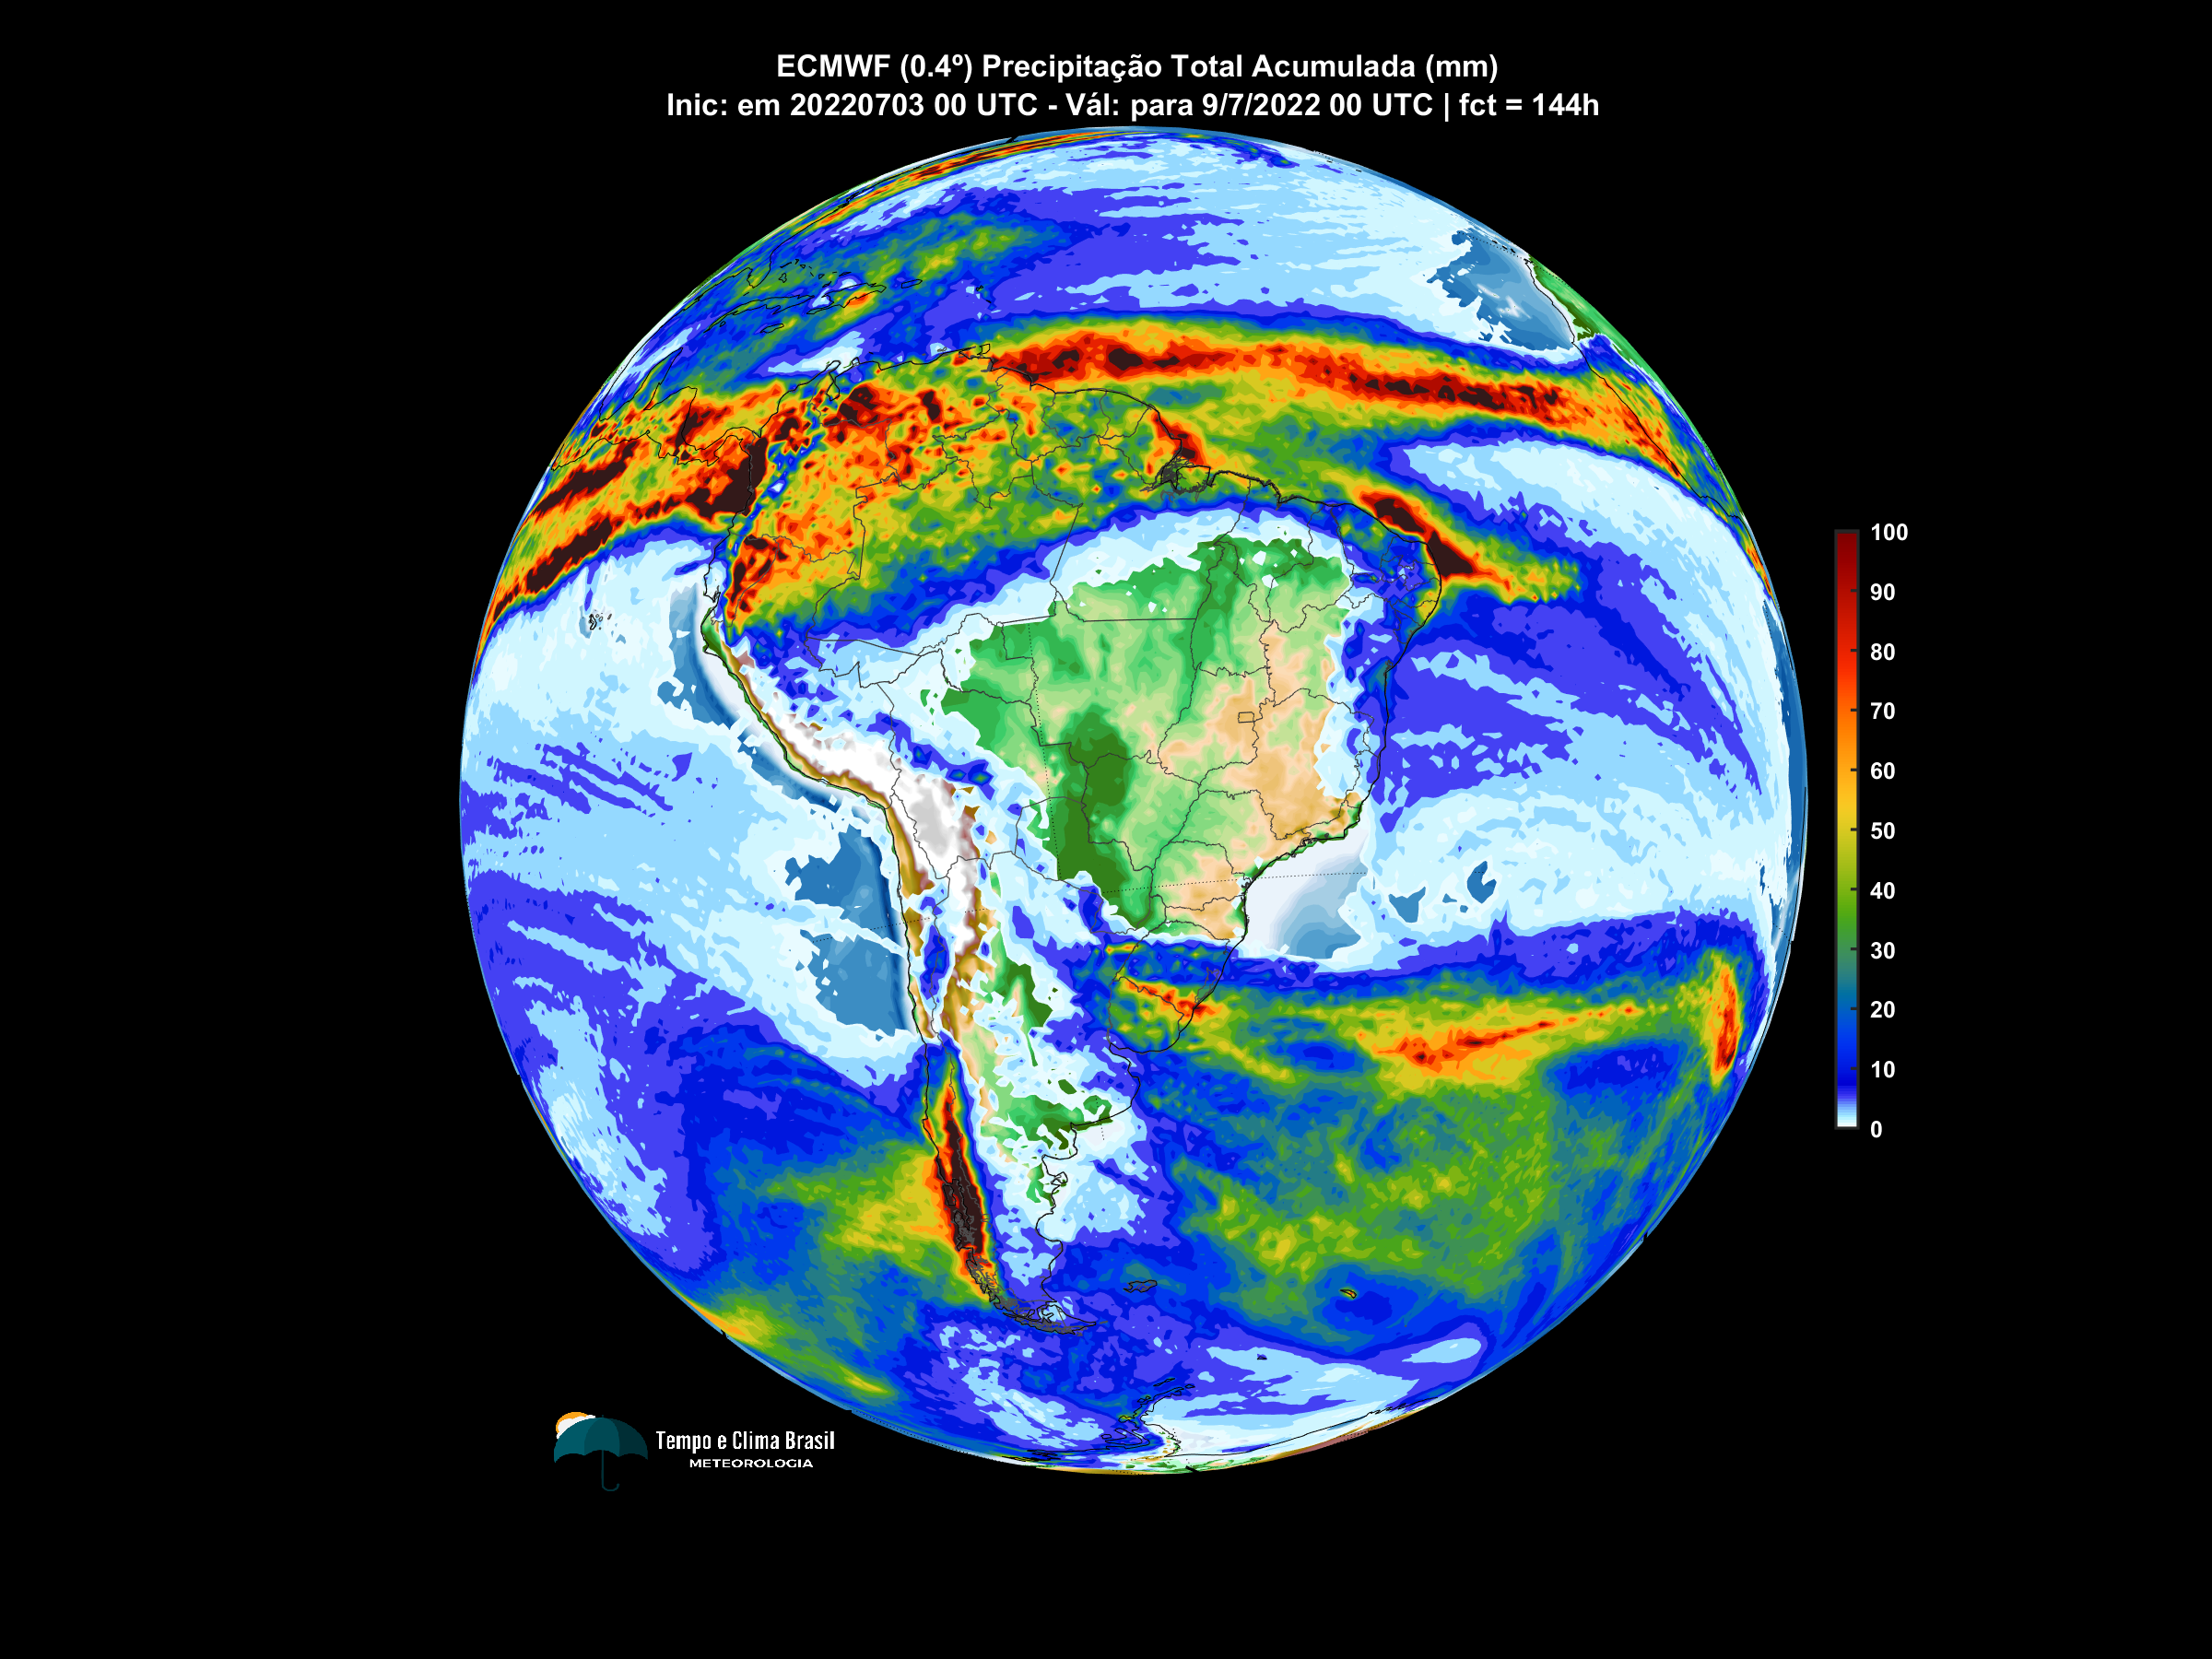 ECMWF (0.4º) Precipitação Total Acumulada (mm)
Inic: em 20220703 00 UTC - Vál: para 9/7/2022 00 UTC | fct = 144h
100
90
80
70
60
50
40
30
20
10
0
Tempo e Clima Brasil
METEOROLOGIA